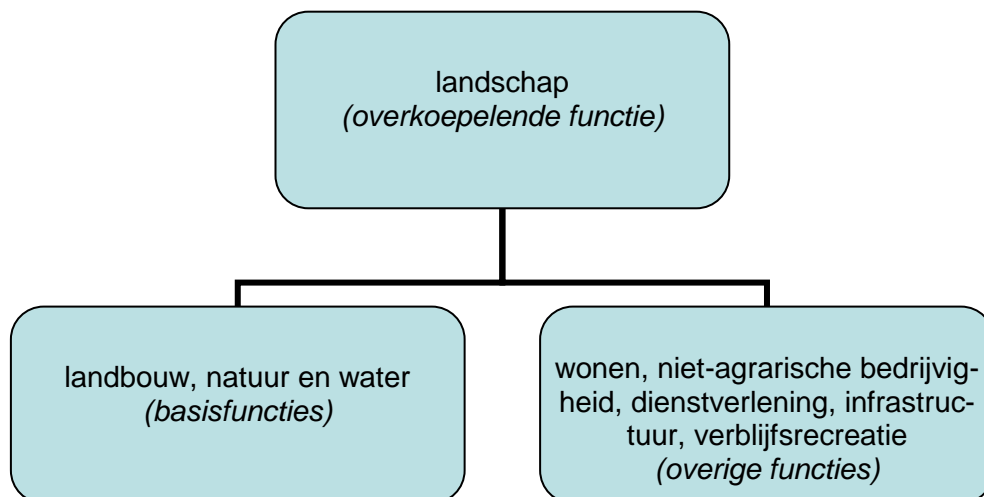 landschap
(overkoepelende functie)
landbouw, natuur en water
(basisfuncties)
wonen, niet-agrarische bedrijvig-
heid, dienstverlening, infrastruc-
tuur, verblijfsrecreatie
(overige functies)